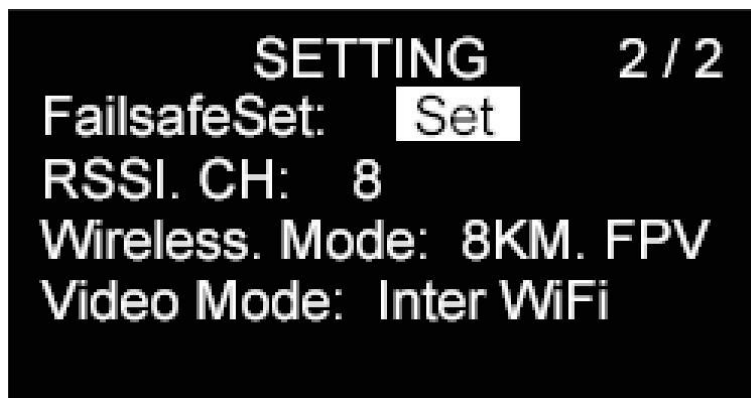 SETTING 2 / 2
FailsafeSet: Set
RSSI. CH: 8
Wireless. Mode: 8KM. FPV
Video Mode: Inter WiFi